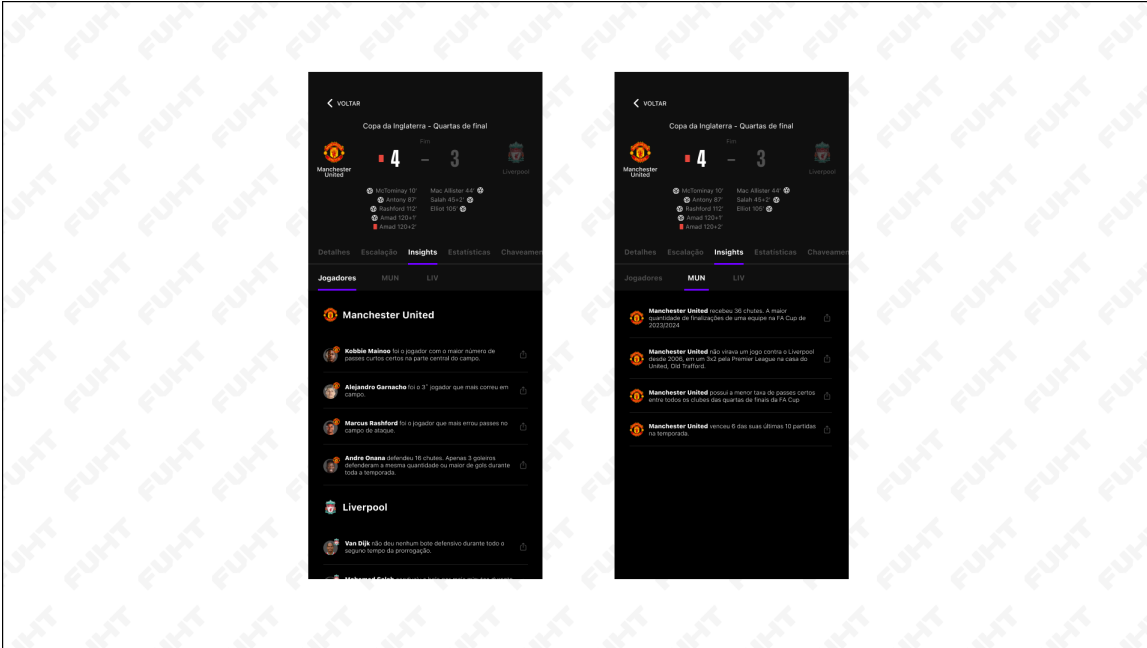 VOLTAR
Copa da Inglaterra - Quartas de final
Fim
4 – 3
Manchester
United
Liverpool
McTominay 10'
Mac Allister 44'
Antony 87'
Salah 45+2'
Rashford 112'
Elliot 105'
Amad 120+1'
Amad 120+2'
Detalhes Escalação Insights Estatísticas Chaveamen
Jogadores MUN LIV
Manchester United
Kobbie Mainoo foi o jogador com o maior número de
passes curtos certos na parte central do campo.
Alejandro Garnacho foi o 3° jogador que mais correu em
campo.
Marcus Rashford foi o jogador que mais errou passes no
campo de ataque.
Andre Onana defendeu 16 chutes. Apenas 3 goleiros
defenderam a mesma quantidade ou maior de gols durante
toda a temporada.
Liverpool
Van Dijk não deu nenhum bote defensivo durante todo o
seguno tempo da prorrogação.
VOLTAR
Copa da Inglaterra - Quartas de final
Fim
4 – 3
Manchester
United
Liverpool
McTominay 10'
Mac Allister 44'
Antony 87'
Salah 45+2'
Rashford 112'
Elliot 105'
Amad 120+1'
Amad 120+2'
Detalhes Escalação Insights Estatísticas Chaveamen
Jogadores MUN LIV
Manchester United recebeu 36 chutes. A maior
quantidade de finalizações de uma equipe na FA Cup de
2023/2024
Manchester United não virava um jogo contra o Liverpool
desde 2006, em um 3x2 pela Premier League na casa do
United, Old Trafford.
Manchester United possui a menor taxa de passes certos
entre todos os clubes das quartas de finais da FA Cup
Manchester United venceu 6 das suas últimas 10 partidas
na temporada.